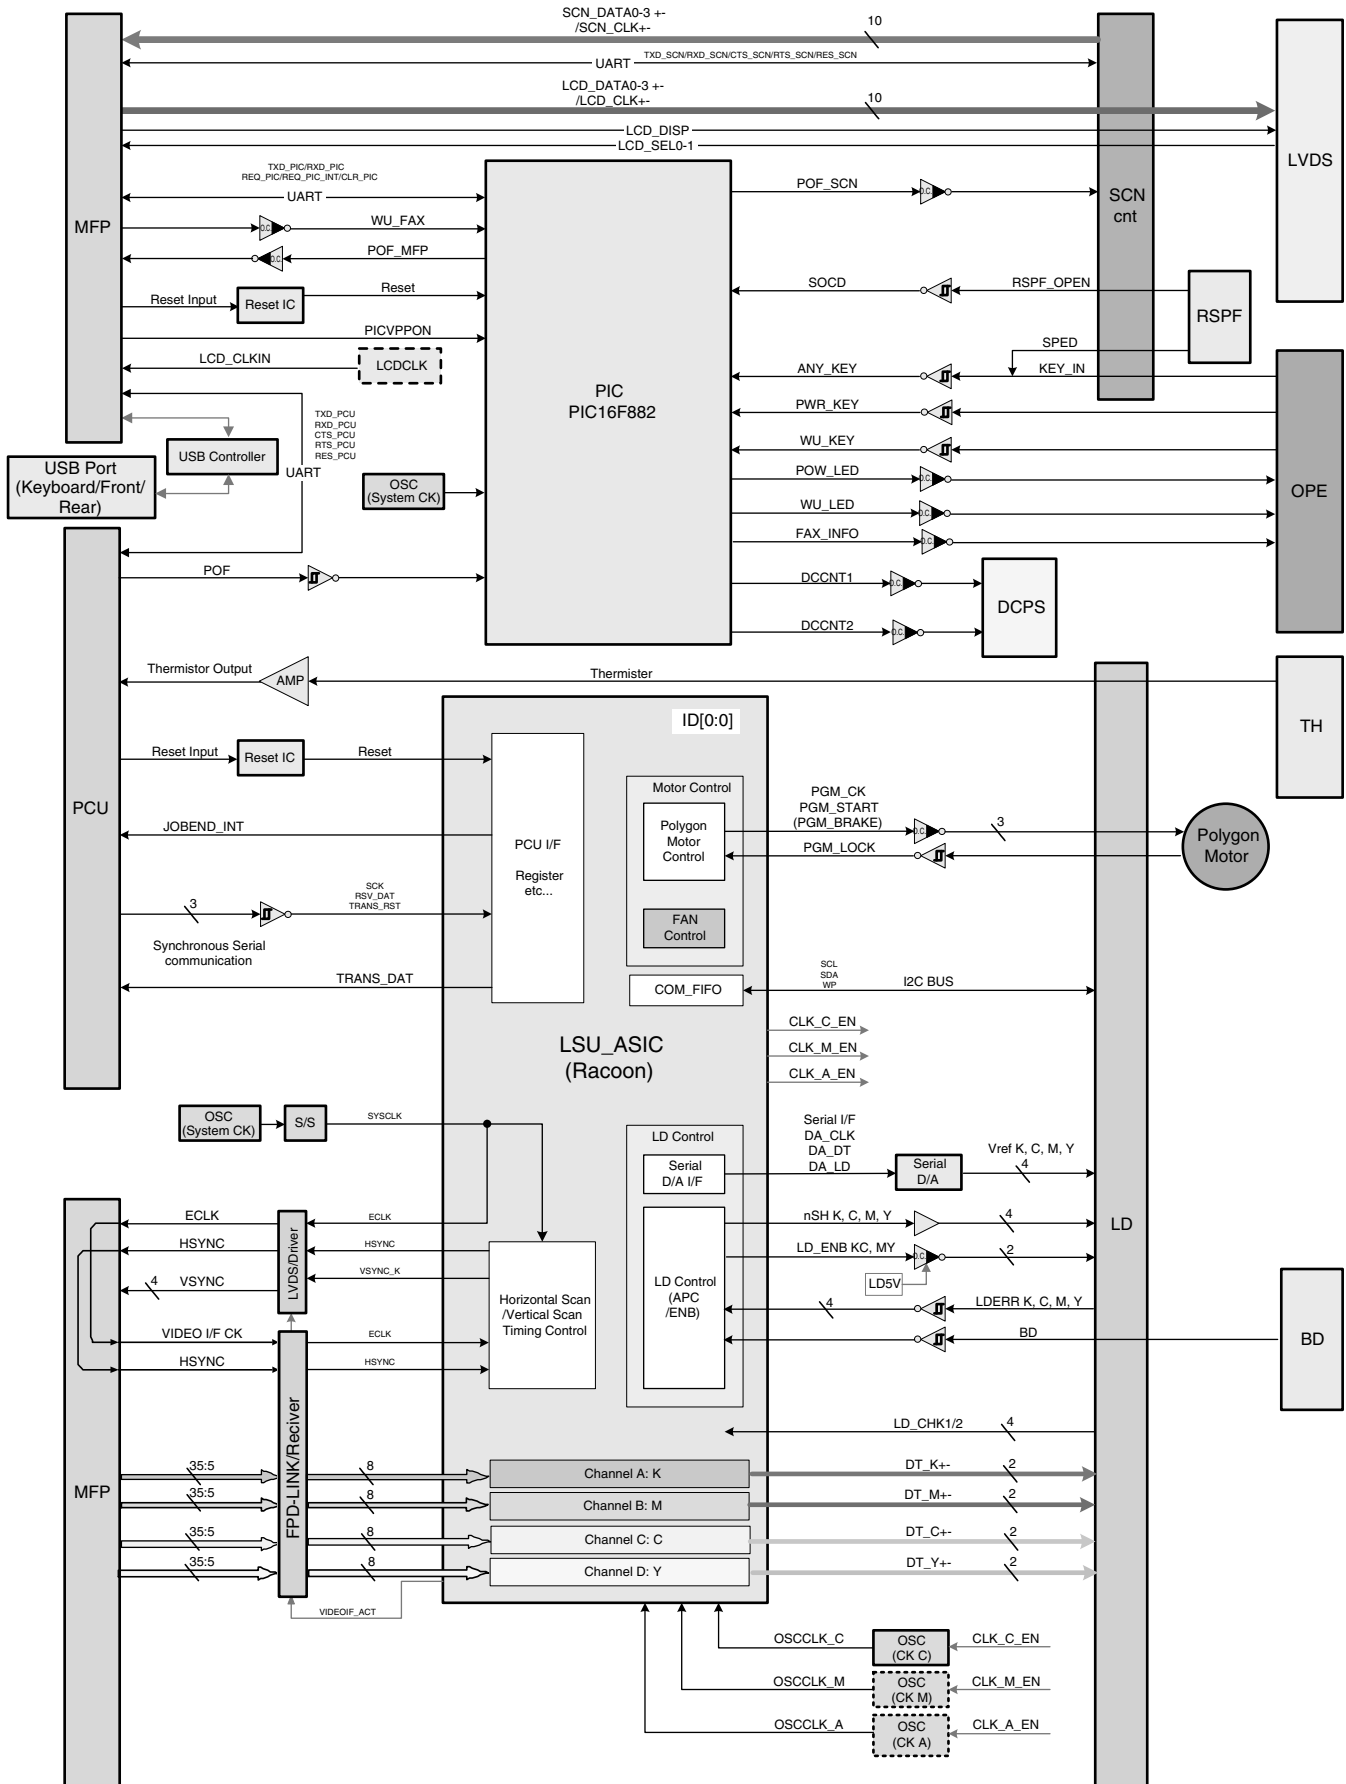 SCN_DATA0-3 +-
/SCN_CLK+-
10
UART
TXD_SCN/RXD_SCN/CTS_SCN/RTS_SCN/RES_SCN
LCD_DATA0-3 +-
/LCD_CLK+-
10
LCD_DISP
LCD_SEL0-1
LVDS
SCN
cnt
MFP
TXD_PIC/RXD_PIC
REQ_PIC/REQ_PIC_INT/CLR_PIC
UART
O.C.
WU_FAX
O.C.
POF_MFP
Reset Input
Reset IC
Reset
PICVPPON
LCD_CLKIN
LCDCLK
PIC
PIC16F882
POF_SCN
O.C.
SOCD
RSPF_OPEN
RSPF
SPED
ANY_KEY
KEY_IN
PWR_KEY
WU_KEY
POW_LED
O.C.
WU_LED
O.C.
FAX_INFO
O.C.
OPE
TXD_PCU
RXD_PCU
CTS_PCU
RTS_PCU
RES_PCU
UART
USB Controller
USB Port
(Keyboard/Front/
Rear)
OSC
(System CK)
POF
DCCNT1
O.C.
DCCNT2
O.C.
DCPS
Thermistor Output
AMP
Thermister
TH
PCU
Reset Input
Reset IC
Reset
JOBEND_INT
3
SCK
RSV_DAT
TRANS_RST
Synchronous Serial
communication
TRANS_DAT
PCU I/F
Register
etc...
ID[0:0]
Motor Control
Polygon
Motor
Control
FAN
Control
COM_FIFO
PGM_CK
PGM_START
(PGM_BRAKE)
O.C.
3
PGM_LOCK
Polygon
Motor
SCL
SDA
WP
I2C BUS
LSU_ASIC
(Racoon)
CLK_C_EN
CLK_M_EN
CLK_A_EN
OSC
(System CK)
S/S
SYSCLK
LD Control
Serial
D/A I/F
Serial I/F
DA_CLK
DA_DT
DA_LD
Serial
D/A
Vref K, C, M, Y
4
LD
ECLK
HSYNC
4
VSYNC
LVDS/Driver
ECLK
HSYNC
VSYNC_K
Horizontal Scan
/Vertical Scan
Timing Control
LD Control
(APC
/ENB)
nSH K, C, M, Y
4
LD_ENB KC, MY
O.C.
2
LD5V
4
LDERR K, C, M, Y
BD
BD
VIDEO I/F CK
ECLK
HSYNC
HSYNC
FPD-LINK/Reciver
LD_CHK1/2
4
MFP
35:5
8
Channel A: K
DT_K+-
2
35:5
8
Channel B: M
DT_M+-
2
35:5
8
Channel C: C
DT_C+-
2
35:5
8
Channel D: Y
DT_Y+-
2
VIDEOIF_ACT
OSCCLK_C
OSC
(CK C)
CLK_C_EN
OSCCLK_M
OSC
(CK M)
CLK_M_EN
OSCCLK_A
OSC
(CK A)
CLK_A_EN